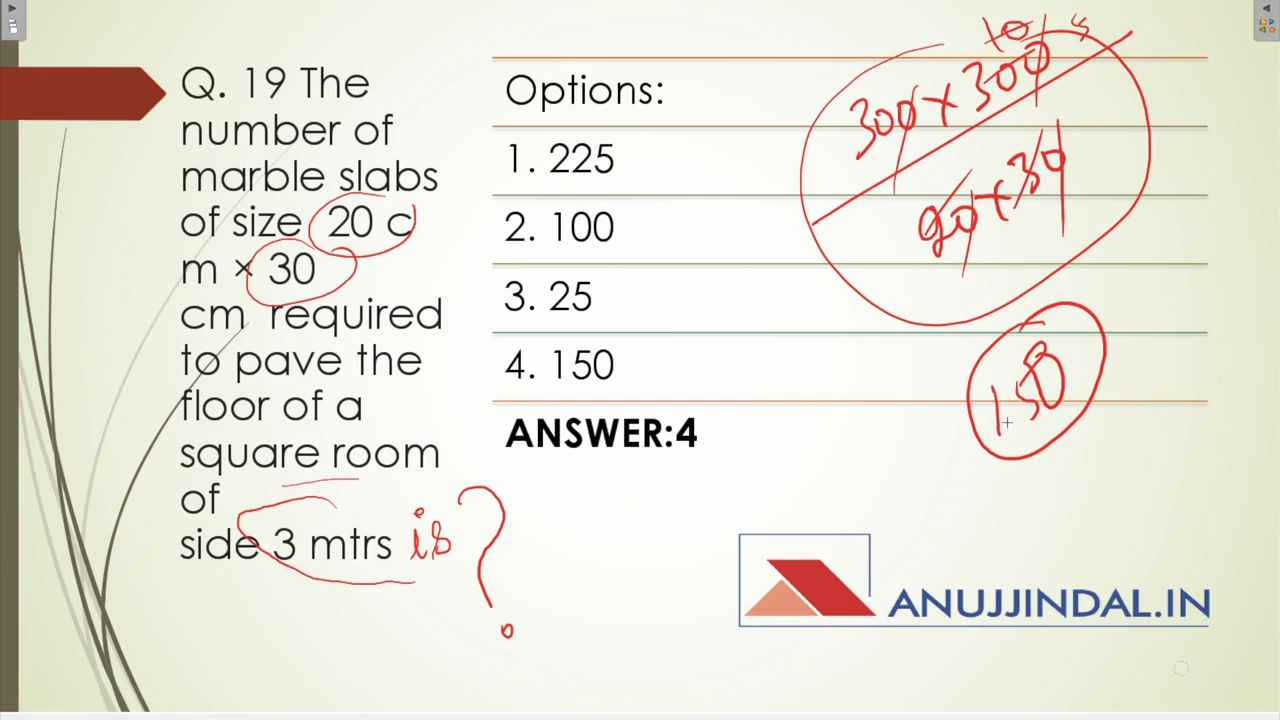 Q. 19 The
number of
marble slabs
of size 20 c
m × 30
cm required
to pave the
floor of a
square room
of
side 3 mtrs is ?
Options:
1. 225
2. 100
3. 25
4. 150
ANSWER:4
10 5
300 × 300
20 × 30
150
ANUJJINDAL.IN